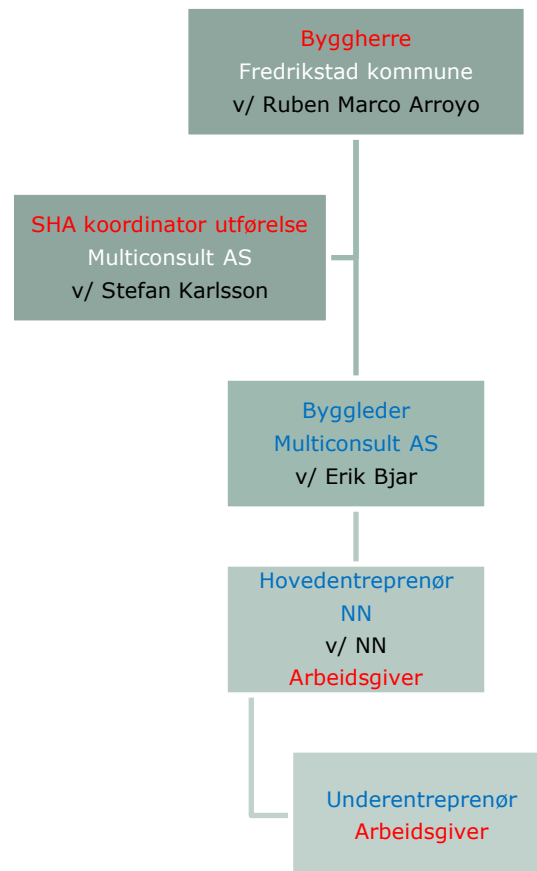 Byggherre
Fredrikstad kommune
v/ Ruben Marco Arroyo
SHA koordinator utførelse
Multiconsult AS
v/ Stefan Karlsson
Byggleder
Multiconsult AS
v/ Erik Bjar
Hovedentreprenør
NN
v/ NN
Arbeidsgiver
Underentreprenør
Arbeidsgiver